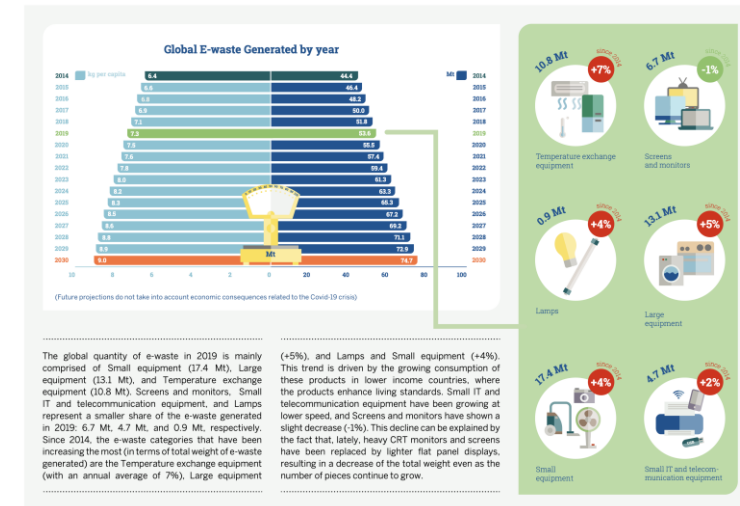 Global E-waste Generated by year
kg per capita
Mt
2014 6.4 44.4 2014
2015 6.6 46.4 2015
2016 48.2 2016
2017 6.9 50.0 2017
2018 7.1 51.8 2018
2019 7.3 53.6 2019
2020 7.5 55.5 2020
2021 7.6 57.4 2021
2022 7.8 59.4 2022
2023 8.0 61.3 2023
2024 8.2 63.3 2024
2025 8.3 65.3 2025
2026 8.5 67.2 2026
2027 8.6 69.2 2027
2028 8.8 71.1 2028
2029 8.9 72.9 2029
2030 9.0 74.7 2030
Mt
10 8 6 4 2 0 20 40 60 80 100
(Future projections do not take into account economic consequences related to the Covid-19 crisis)
10.8 Mt
since 2014
+7%
Temperature exchange
equipment
6.7 Mt
since 2014
-1%
Screens
and monitors
0.9 Mt
since 2014
+4%
Lamps
13.1 Mt
since 2014
+5%
Large
equipment
17.4 Mt
since 2014
+4%
Small
equipment
4.7 Mt
since 2014
+2%
Small IT and telecom-
munication equipment
The global quantity of e-waste in 2019 is mainly
comprised of Small equipment (17.4 Mt), Large
equipment (13.1 Mt), and Temperature exchange
equipment (10.8 Mt). Screens and monitors, Small
IT and telecommunication equipment, and Lamps
represent a smaller share of the e-waste generated
in 2019: 6.7 Mt, 4.7 Mt, and 0.9 Mt, respectively.
Since 2014, the e-waste categories that have been
increasing the most (in terms of total weight of e-waste
generated) are the Temperature exchange equipment
(with an annual average of 7%), Large equipment
(+5%), and Lamps and Small equipment (+4%).
This trend is driven by the growing consumption of
these products in lower income countries, where
the products enhance living standards. Small IT and
telecommunication equipment have been growing at
lower speed, and Screens and monitors have shown a
slight decrease (-1%). This decline can be explained by
the fact that, lately, heavy CRT monitors and screens
have been replaced by lighter flat panel displays,
resulting in a decrease of the total weight even as the
number of pieces continue to grow.